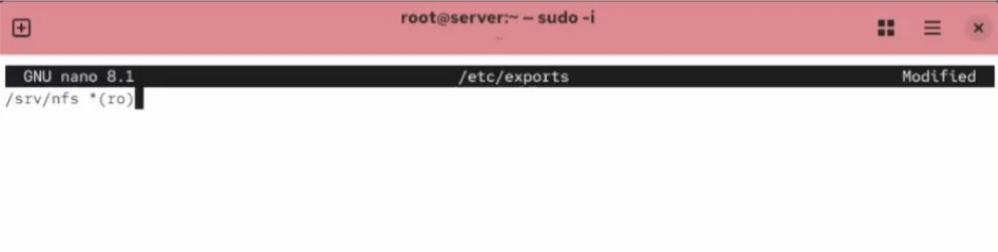 root@server:~ — sudo -i
~
GNU nano 8.1 /etc/exports Modified
/srv/nfs *(ro)